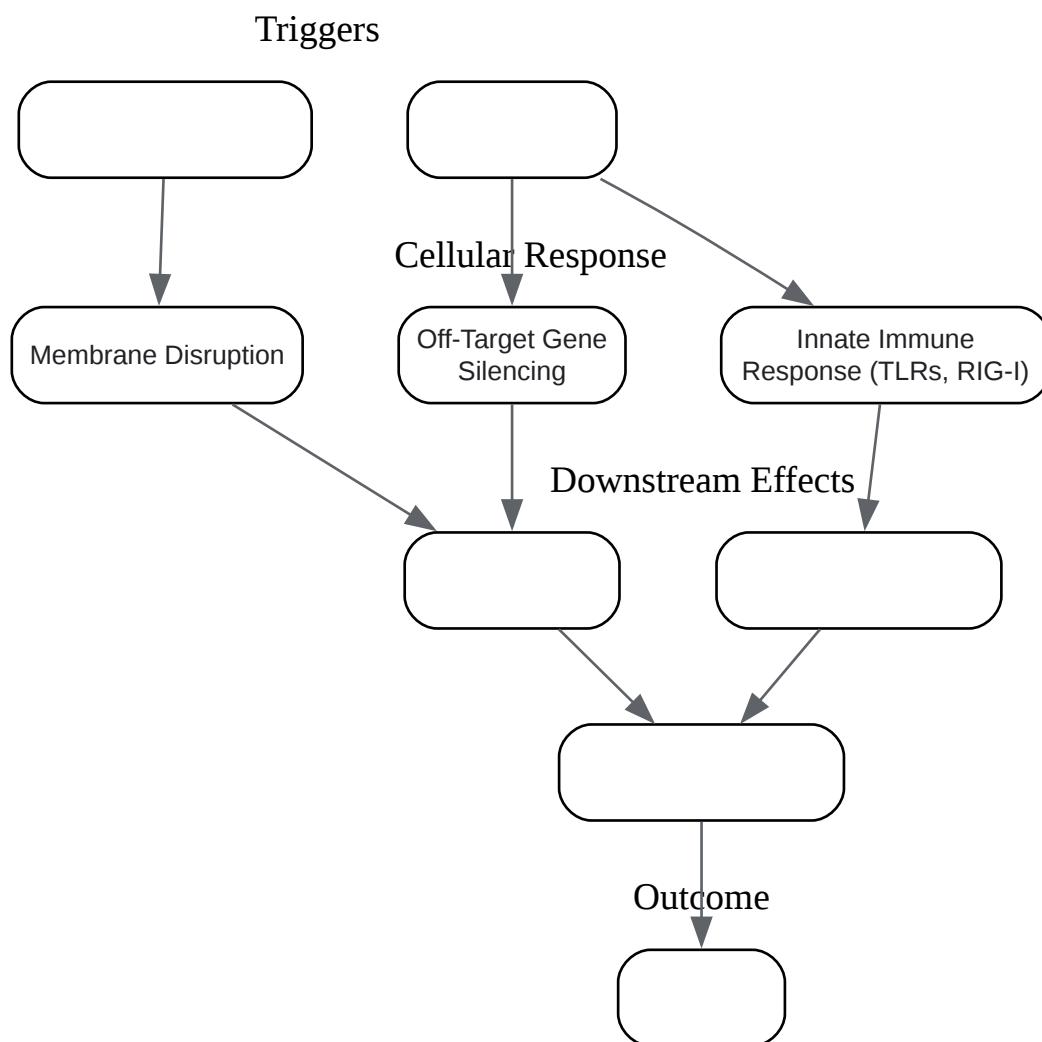 Triggers
Cellular Response
Membrane Disruption
Off-Target Gene
Silencing
Innate Immune
Response (TLRs, RIG-I)
Downstream Effects
Outcome